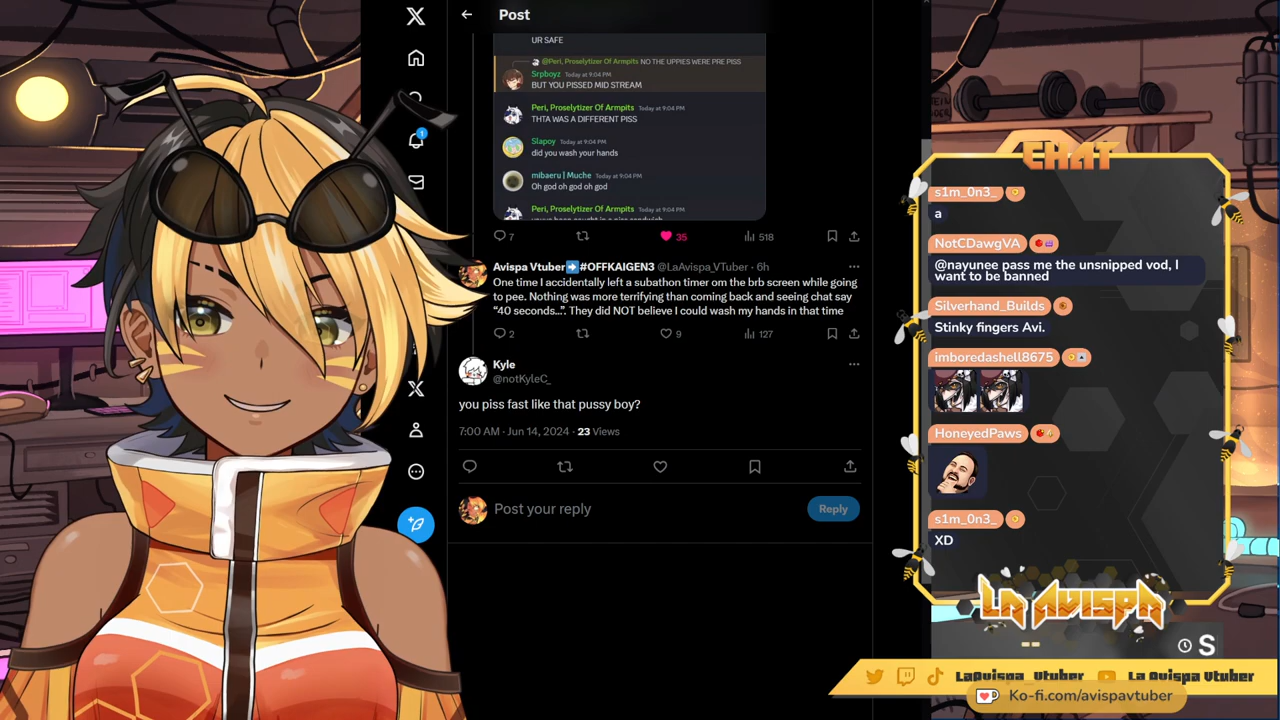 Post
UR SAFE
@Peri, Proselytizer Of Armpits NO THE UPPIES WERE PRE PISS
Srpboyz Today at 9:04 PM
BUT YOU PISSED MID STREAM
Peri, Proselytizer Of Armpits Today at 9:04 PM
THTA WAS A DIFFERENT PISS
Slapoy Today at 9:04 PM
did you wash your hands
mibaeru | Muche Today at 9:04 PM
Oh god oh god oh god
Peri, Proselytizer Of Armpits Today at 9:04 PM
7 35 518
Avispa Vtuber➡️#OFFKAIGEN3 @LaAvispa_VTuber · 6h
One time I accidentally left a subathon timer om the brb screen while going
to pee. Nothing was more terrifying than coming back and seeing chat say
“40 seconds...”. They did NOT believe I could wash my hands in that time
2 9 127
Kyle
@notKyleC_
you piss fast like that pussy boy?
7:00 AM · Jun 14, 2024 · 23 Views
Post your reply
Reply
1
CHAT
s1m_0n3_
a
NotCDawgVA
@nayunee pass me the unsnipped vod, I
want to be banned
Silverhand_Builds
Stinky fingers Avi.
imboredashell8675
HoneyedPaws
s1m_0n3_
XD
LA AVISPA
S
LaAvispa_Vtuber La Avispa Vtuber
Ko-fi.com/avispavtuber